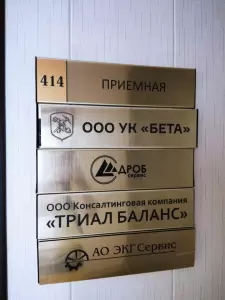 414 ПРИЕМНАЯ
ООО УК «БЕТА»
ДРОБ
сервис
ООО Консалтинговая компания
«ТРИАЛ БАЛАНС»
АО ЭКГСервис